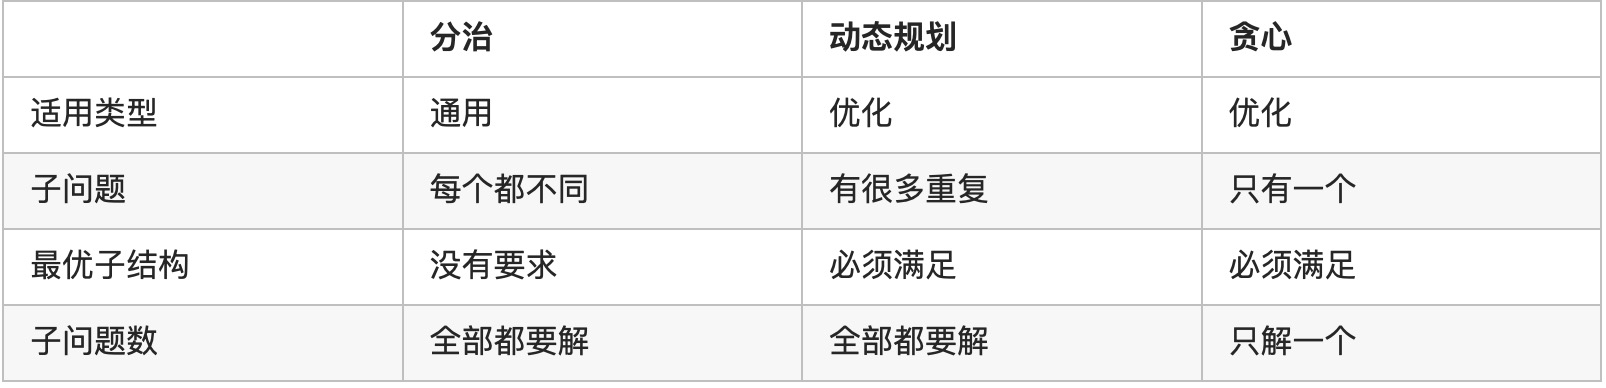 分治 动态规划 贪心
适用类型 通用 优化 优化
子问题 每个都不同 有很多重复 只有一个
最优子结构 没有要求 必须满足 必须满足
子问题数 全部都要解 全部都要解 只解一个